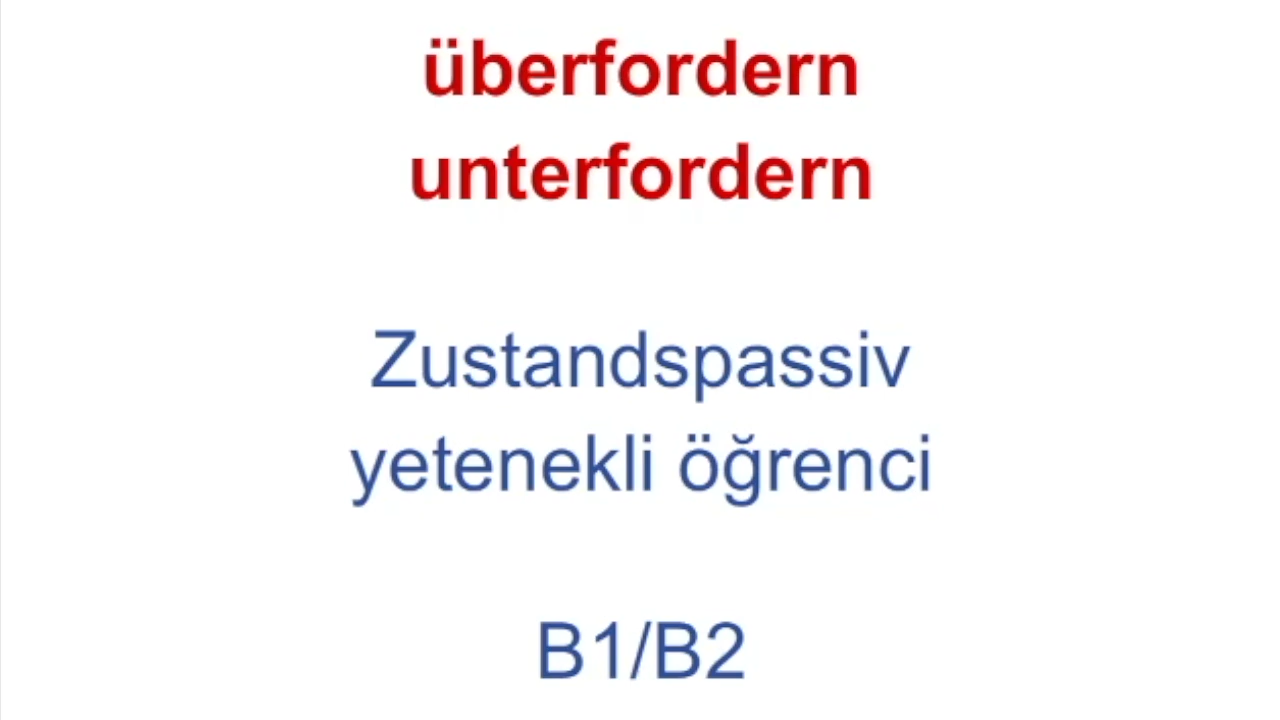 überfordern
unterfordern
Zustandspassiv
yetenekli öğrenci
B1/B2